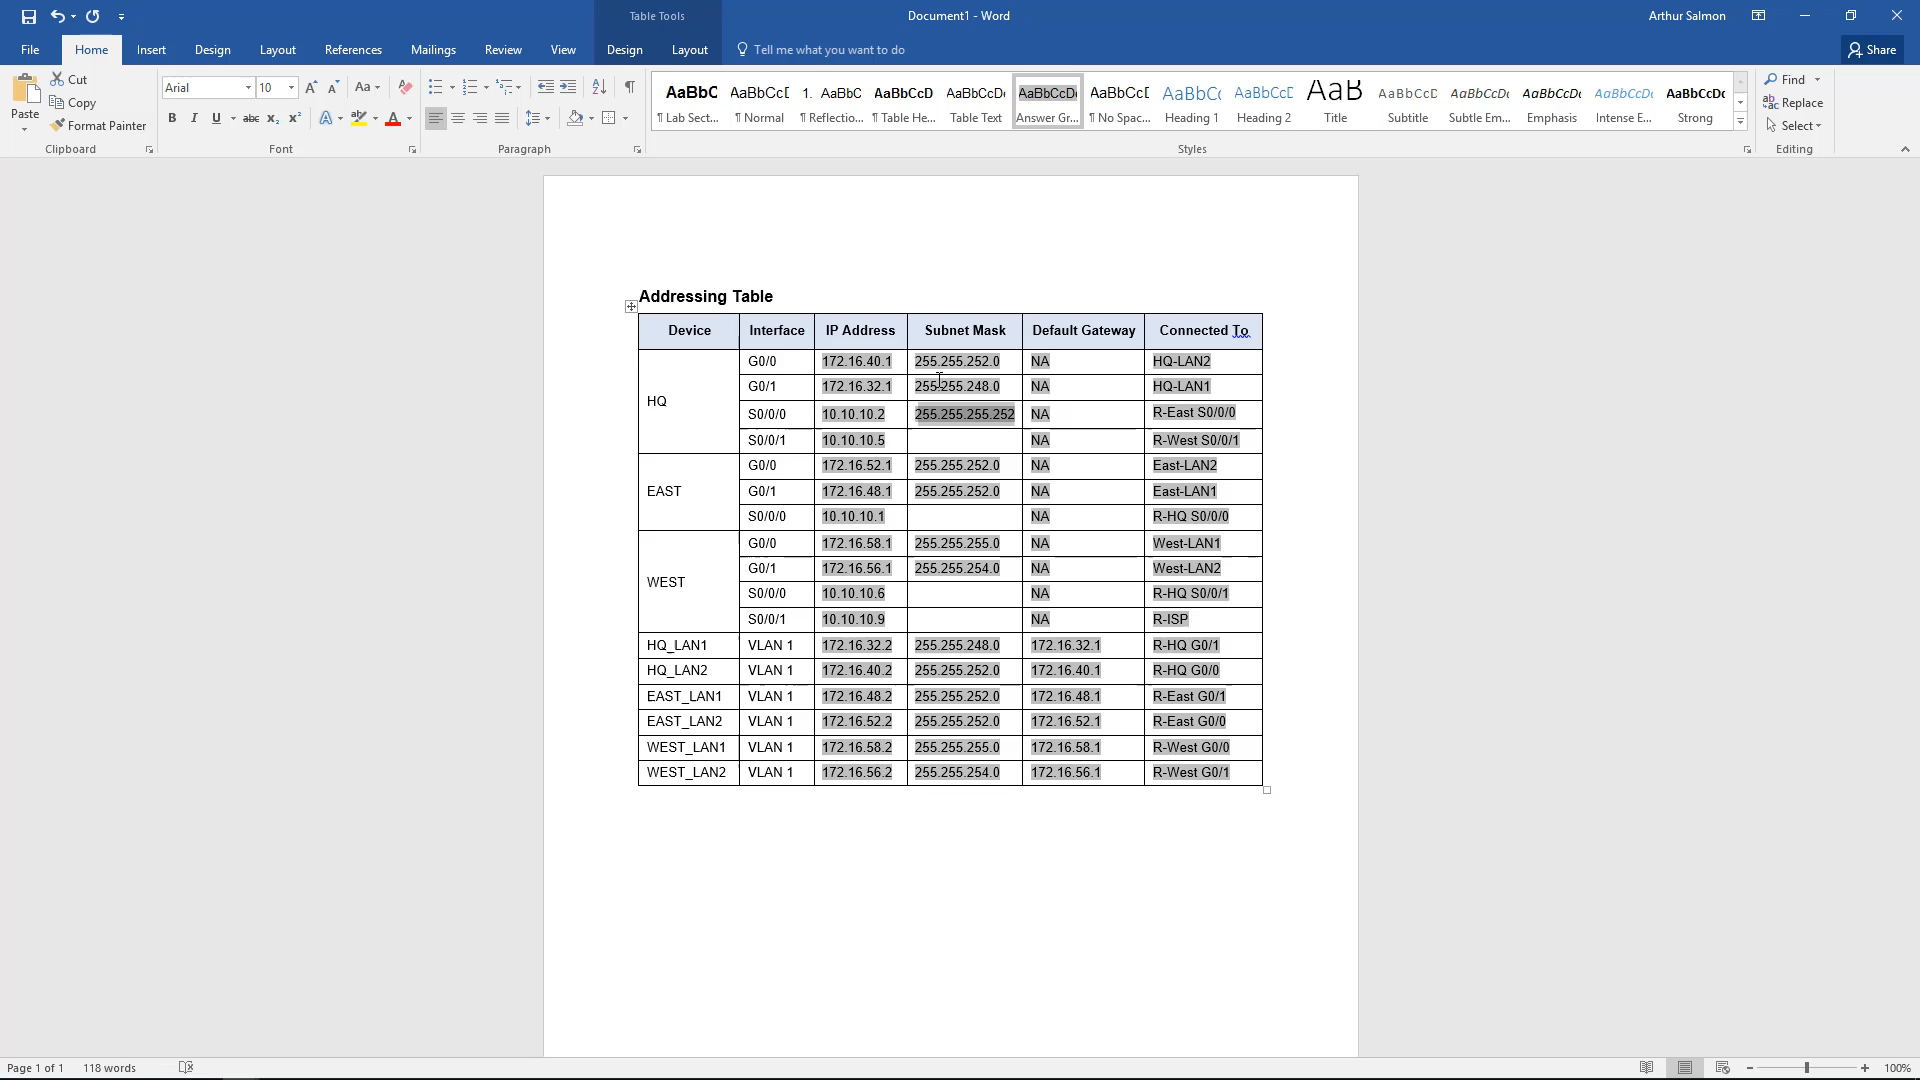 Table Tools
Document1 - Word
Arthur Salmon
File Home Insert Design Layout References Mailings Review View Design Layout Tell me what you want to do Share
Paste
Cut
Copy
Format Painter
Clipboard
Arial 10
Aa
B I U abc x2 x2 A A
Font
Paragraph
AaBbC AaBbCcI 1. AaBbC AaBbCcD AaBbCcDc AaBbCcDc AaBbCcI AaBbCc AaBbCcD AaB AaBbCcD AaBbCcDc AaBbCcDc AaBbCcDc AaBbCcDc
¶ Lab Sect... ¶ Normal ¶ Reflectio... ¶ Table He... Table Text Answer Gr... ¶ No Spac... Heading 1 Heading 2 Title Subtitle Subtle Em... Emphasis Intense E... Strong
Styles
Find
Replace
Select
Editing
Addressing Table
Device Interface IP Address Subnet Mask Default Gateway Connected To
HQ
G0/0 172.16.40.1 255.255.252.0 NA HQ-LAN2
G0/1 172.16.32.1 255.255.248.0 NA HQ-LAN1
S0/0/0 10.10.10.2 255.255.255.252 NA R-East S0/0/0
S0/0/1 10.10.10.5 NA R-West S0/0/1
EAST
G0/0 172.16.52.1 255.255.252.0 NA East-LAN2
G0/1 172.16.48.1 255.255.252.0 NA East-LAN1
S0/0/0 10.10.10.1 NA R-HQ S0/0/0
WEST
G0/0 172.16.58.1 255.255.255.0 NA West-LAN1
G0/1 172.16.56.1 255.255.254.0 NA West-LAN2
S0/0/0 10.10.10.6 NA R-HQ S0/0/1
S0/0/1 10.10.10.9 NA R-ISP
HQ_LAN1 VLAN 1 172.16.32.2 255.255.248.0 172.16.32.1 R-HQ G0/1
HQ_LAN2 VLAN 1 172.16.40.2 255.255.252.0 172.16.40.1 R-HQ G0/0
EAST_LAN1 VLAN 1 172.16.48.2 255.255.252.0 172.16.48.1 R-East G0/1
EAST_LAN2 VLAN 1 172.16.52.2 255.255.252.0 172.16.52.1 R-East G0/0
WEST_LAN1 VLAN 1 172.16.58.2 255.255.255.0 172.16.58.1 R-West G0/0
WEST_LAN2 VLAN 1 172.16.56.2 255.255.254.0 172.16.56.1 R-West G0/1
Page 1 of 1 118 words
100%